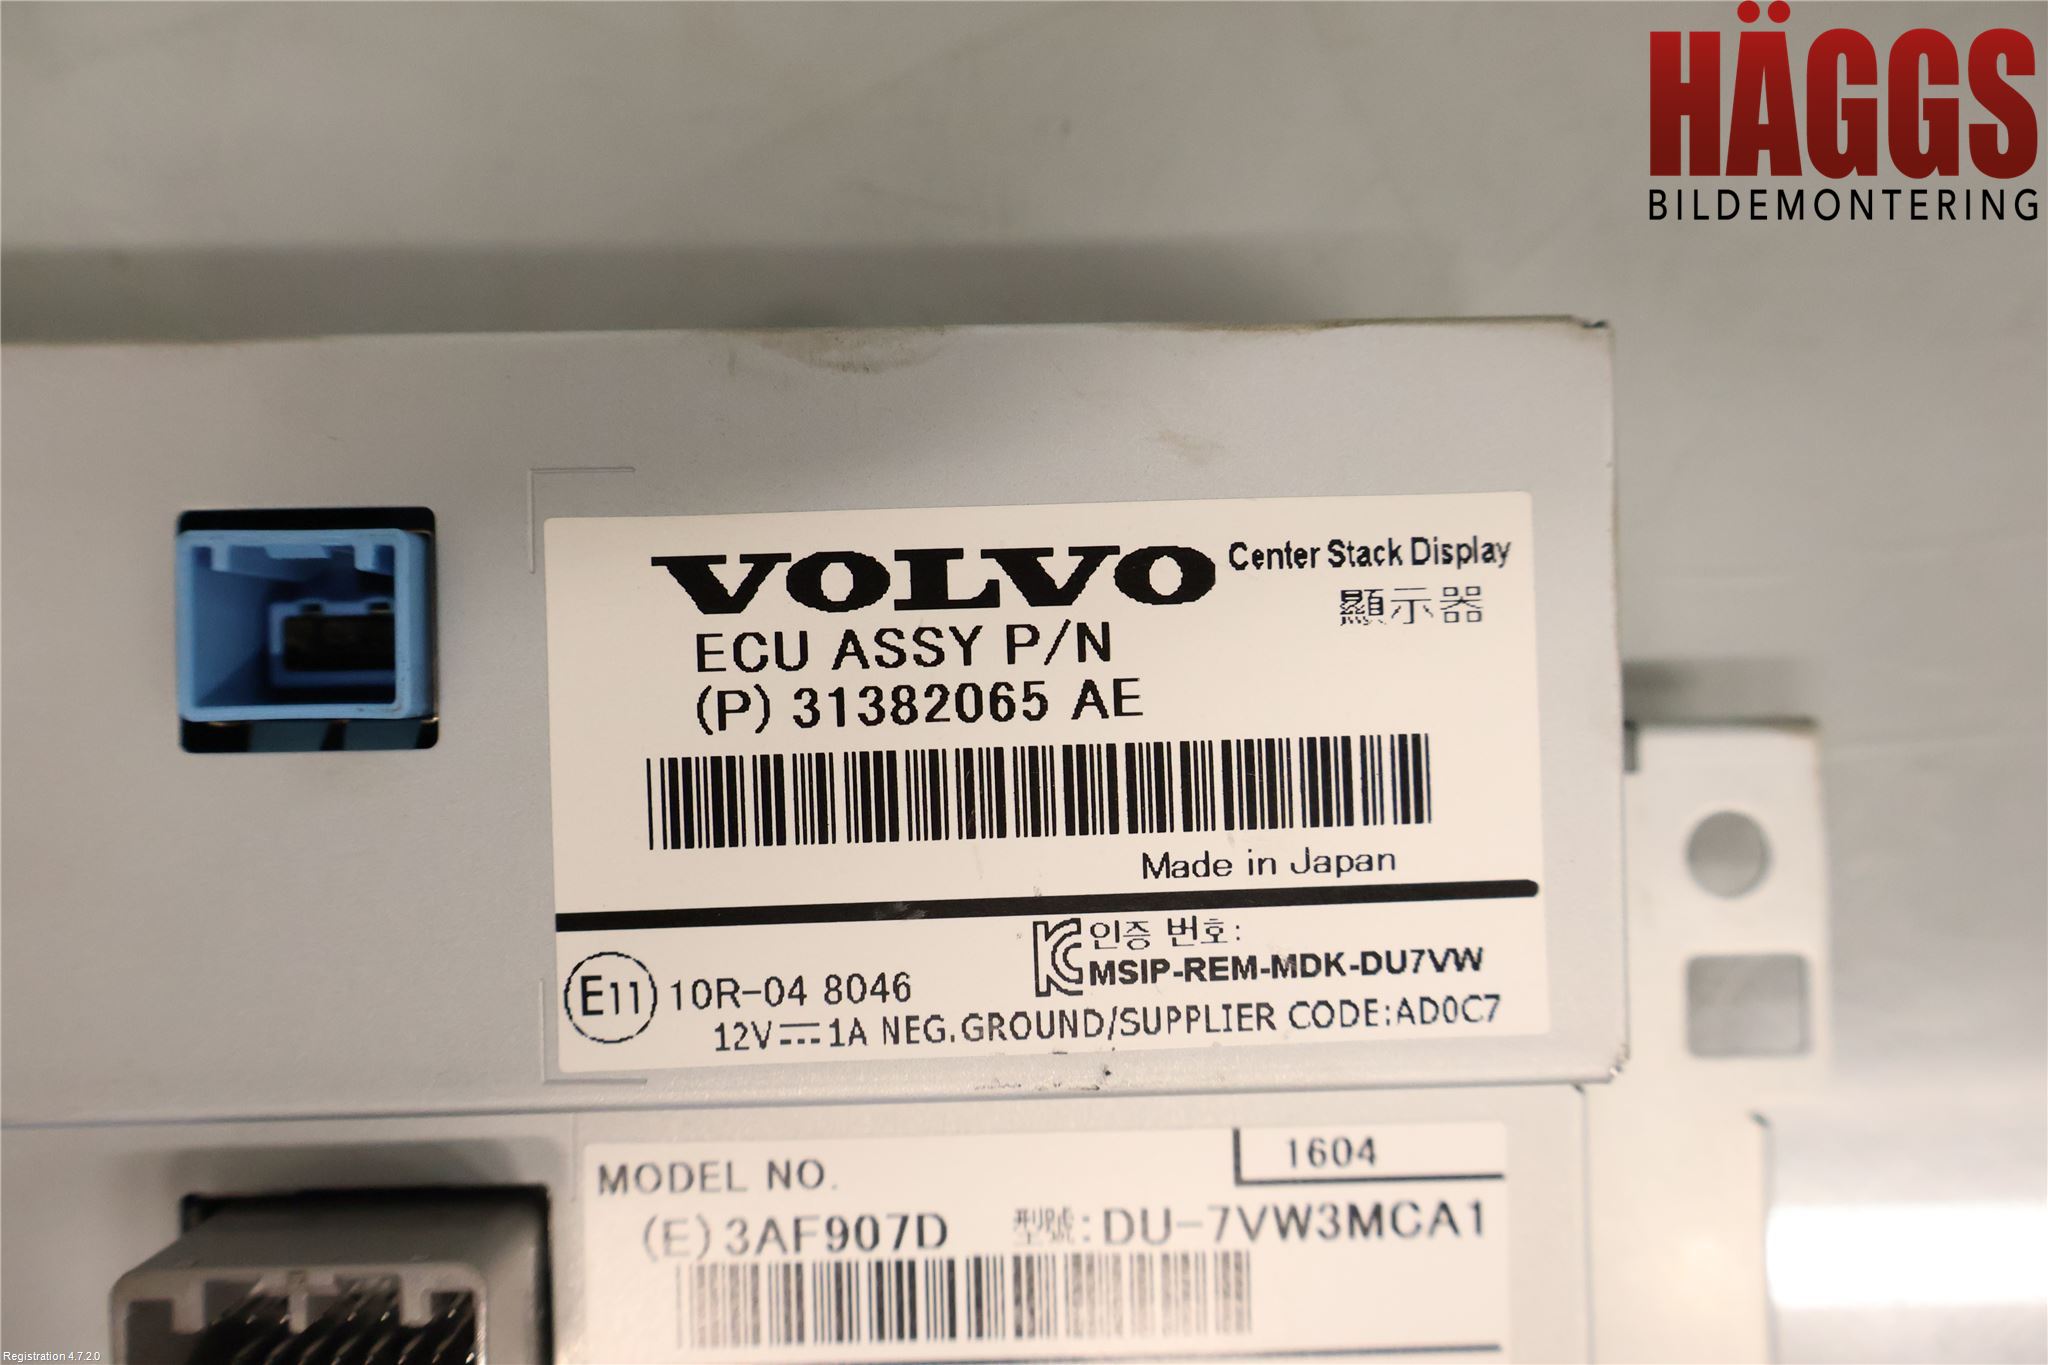 HÄGGS
BILDEMONTERING
VOLVO Center Stack Display
顯示器
ECU ASSY P/N
(P) 31382065 AE
Made in Japan
KC 인증 번호:
MSIP-REM-MDK-DU7VW
E11 10R-04 8046
12V⎓1A NEG.GROUND/SUPPLIER CODE:AD0C7
MODEL NO. 1604
(E) 3AF907D 型號:DU-7VW3MCA1
Registration 4.7.2.0